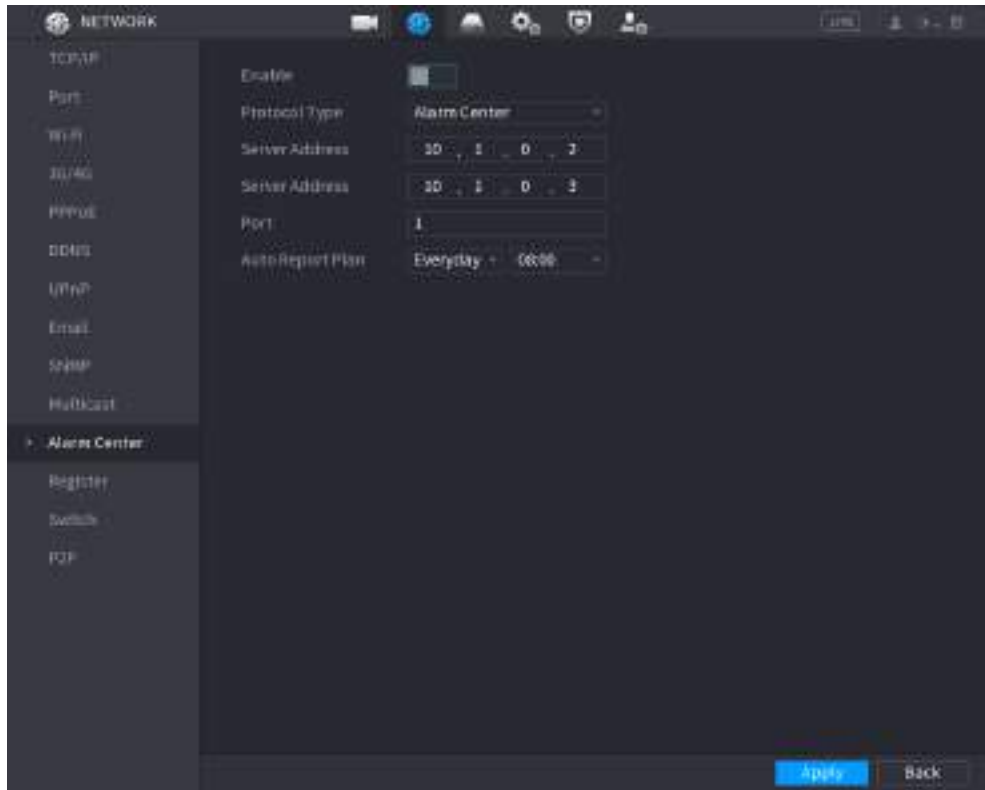 NETWORK
LIVE
TCP/IP
Port
Wi-Fi
3G/4G
PPPoE
DDNS
UPnP
Email
SNMP
Multicast
Alarm Center
Register
Switch
P2P
Enable
Protocol Type Alarm Center
Server Address 10 . 1 . 0 . 2
Server Address 10 . 1 . 0 . 2
Port 1
Auto Report Plan Everyday 08:00
Apply Back